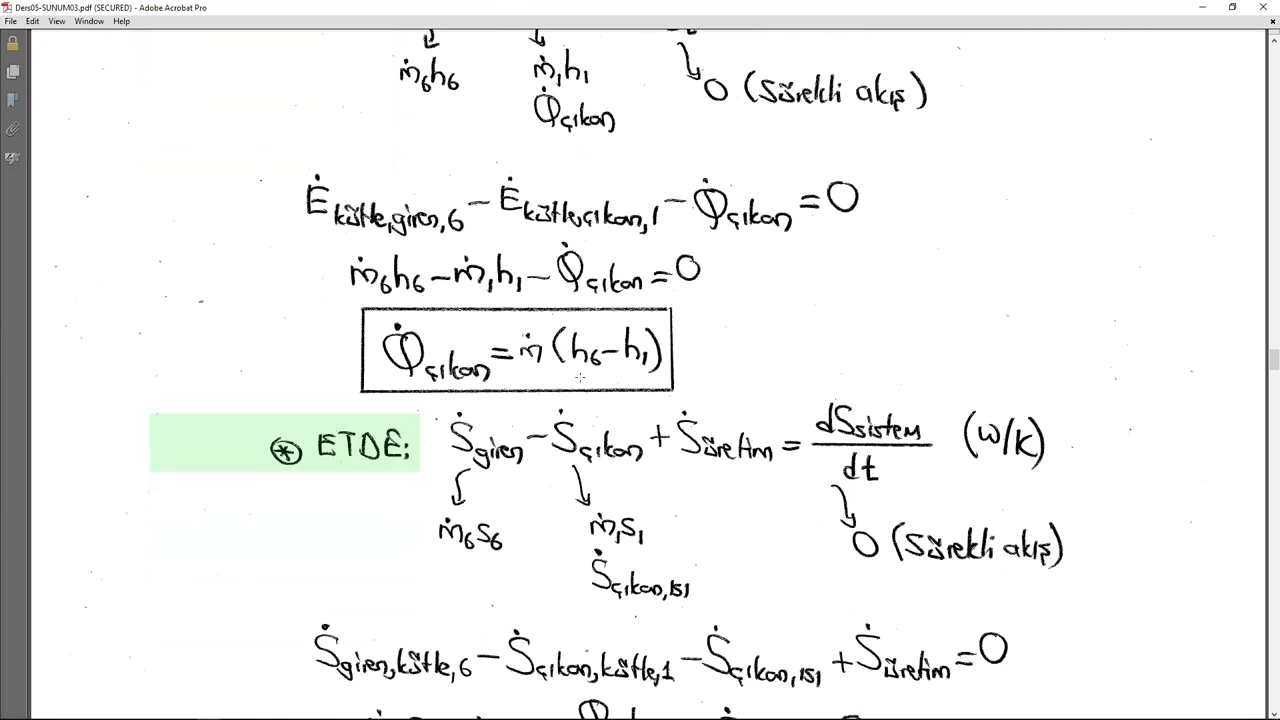 Ders05-SUNUM03.pdf (SECURED) - Adobe Acrobat Pro
File Edit View Window Help
ṁ₆h₆ ṁ₁h₁
0 (Sürekli akış)
Q̇çıkan
Ėkütle,giren,6 − Ėkütle,çıkan,1 − Q̇çıkan = 0
ṁ₆h₆ − ṁ₁h₁ − Q̇çıkan = 0
Q̇çıkan = ṁ (h₆ − h₁)
⊛ ETDE: Ṡgiren − Ṡçıkan + Ṡüretim = dSsistem / dt (W/K)
ṁ₆s₆ ṁ₁s₁
0 (Sürekli akış)
Ṡçıkan,ısı
Ṡgiren,kütle,6 − Ṡçıkan,kütle,1 − Ṡçıkan,ısı + Ṡüretim = 0